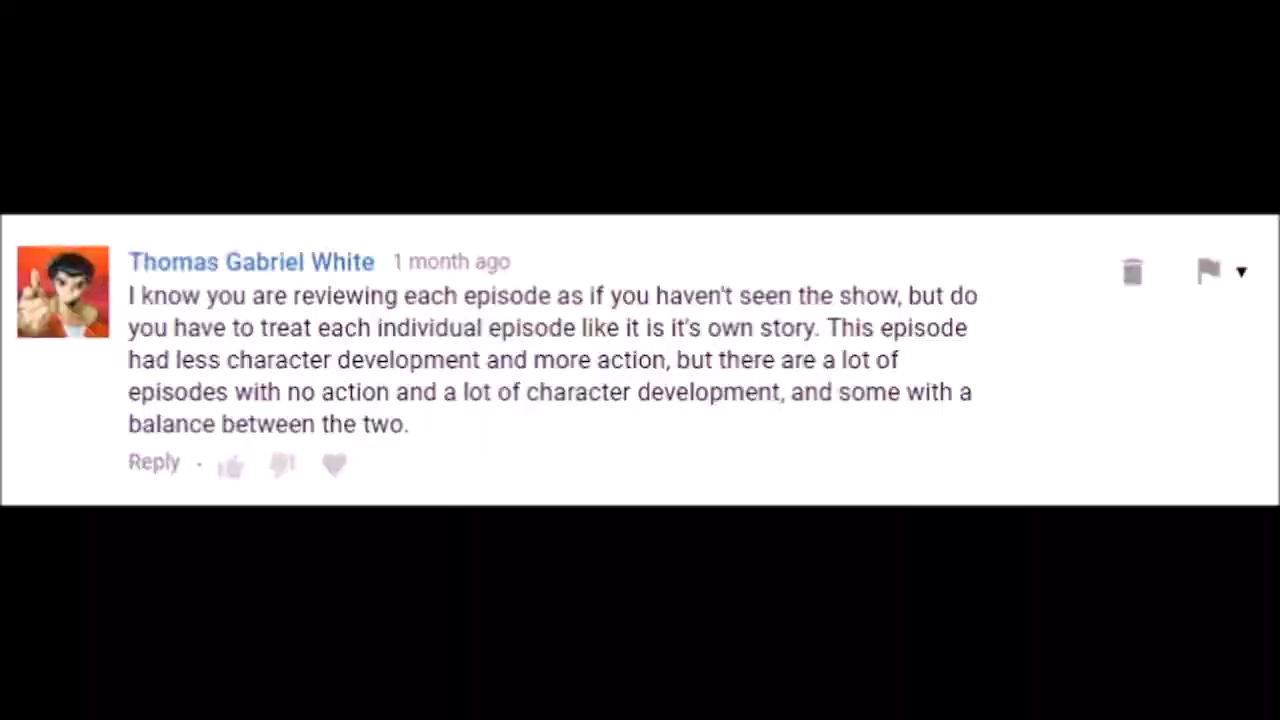 Thomas Gabriel White 1 month ago
I know you are reviewing each episode as if you haven't seen the show, but do
you have to treat each individual episode like it is it's own story. This episode
had less character development and more action, but there are a lot of
episodes with no action and a lot of character development, and some with a
balance between the two.
Reply